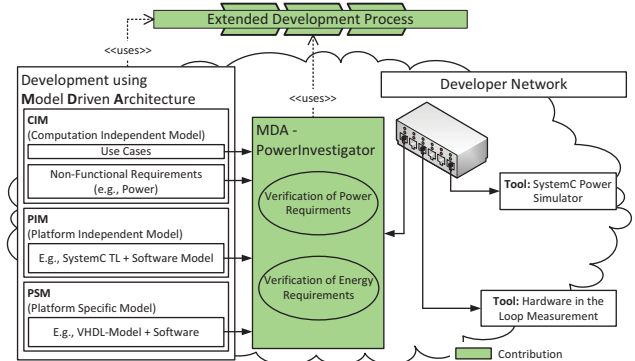 Extended Development Process
<<uses>>
<<uses>>
Development using
Model Driven Architecture
CIM
(Computation Independent Model)
Use Cases
Non-Functional Requirements
(e.g., Power)
PIM
(Platform Independent Model)
E.g., SystemC TL + Software Model
PSM
(Platform Specific Model)
E.g., VHDL-Model + Software
MDA -
PowerInvestigator
Verification of Power
Requirments
Verification of Energy
Requirements
Developer Network
Tool: SystemC Power
Simulator
Tool: Hardware in the
Loop Measurement
Contribution